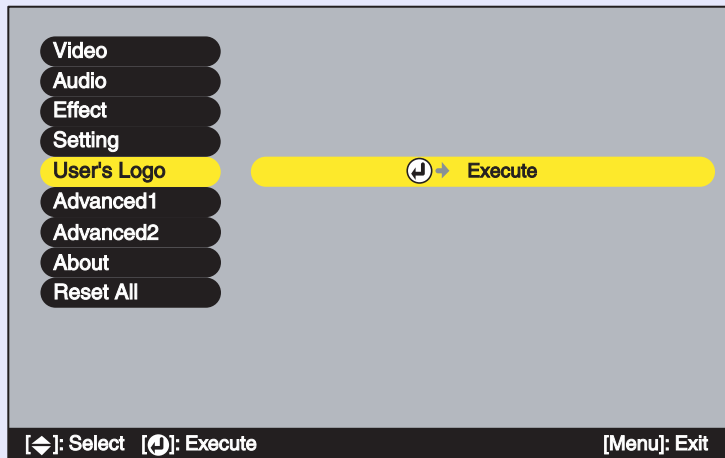 Video
Audio
Effect
Setting
User's Logo
Execute
Advanced1
Advanced2
About
Reset All
[]: Select []: Execute [Menu]: Exit